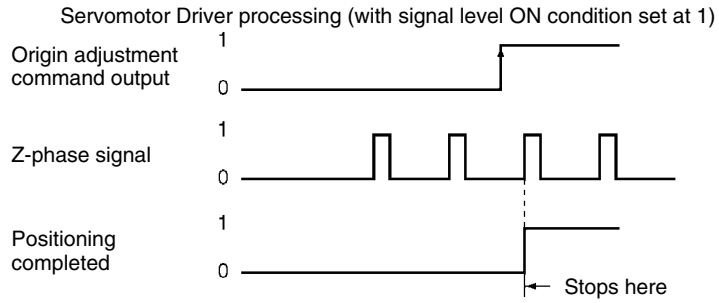 Servomotor Driver processing (with signal level ON condition set at 1)
Origin adjustment
command output
1
0
Z-phase signal
1
0
Positioning
completed
1
0
Stops here